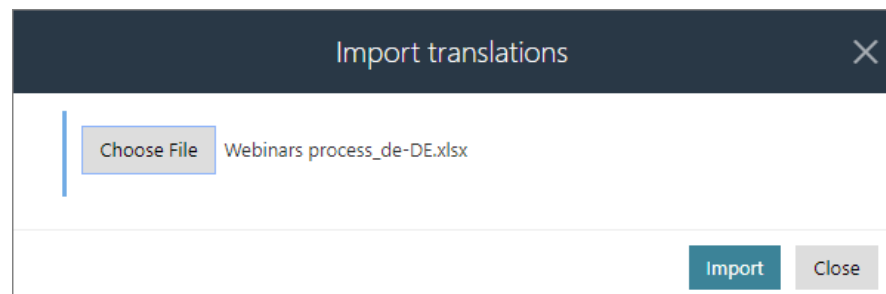 Import translations
Choose File Webinars process_de-DE.xlsx
Import Close